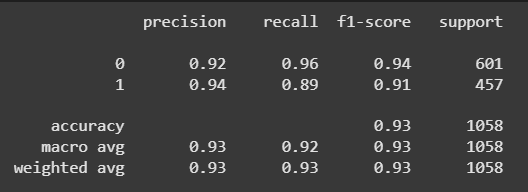 precision recall f1-score support
0 0.92 0.96 0.94 601
1 0.94 0.89 0.91 457
accuracy 0.93 1058
macro avg 0.93 0.92 0.93 1058
weighted avg 0.93 0.93 0.93 1058